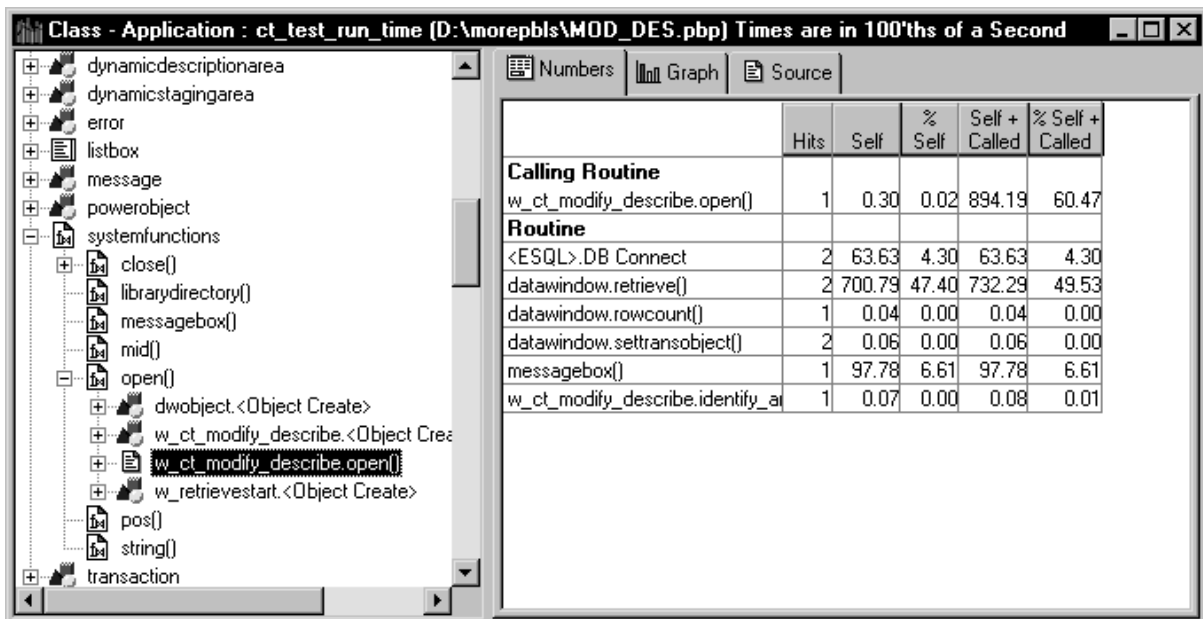 Class - Application : ct_test_run_time (D:\morepbls\MOD_DES.pbp) Times are in 100'ths of a Second
dynamicdescriptionarea
dynamicstagingarea
error
listbox
message
powerobject
systemfunctions
close()
librarydirectory()
messagebox()
mid()
open()
dwobject.<Object Create>
w_ct_modify_describe.<Object Crea
w_ct_modify_describe.open()
w_retrievestart.<Object Create>
pos()
string()
transaction
Numbers Graph Source
Hits Self % Self Self + Called % Self + Called
Calling Routine
w_ct_modify_describe.open() 1 0.30 0.02 894.19 60.47
Routine
<ESQL>.DB Connect 2 63.63 4.30 63.63 4.30
datawindow.retrieve() 2 700.79 47.40 732.29 49.53
datawindow.rowcount() 1 0.04 0.00 0.04 0.00
datawindow.settransobject() 2 0.06 0.00 0.06 0.00
messagebox() 1 97.78 6.61 97.78 6.61
w_ct_modify_describe.identify_a 1 0.07 0.00 0.08 0.01